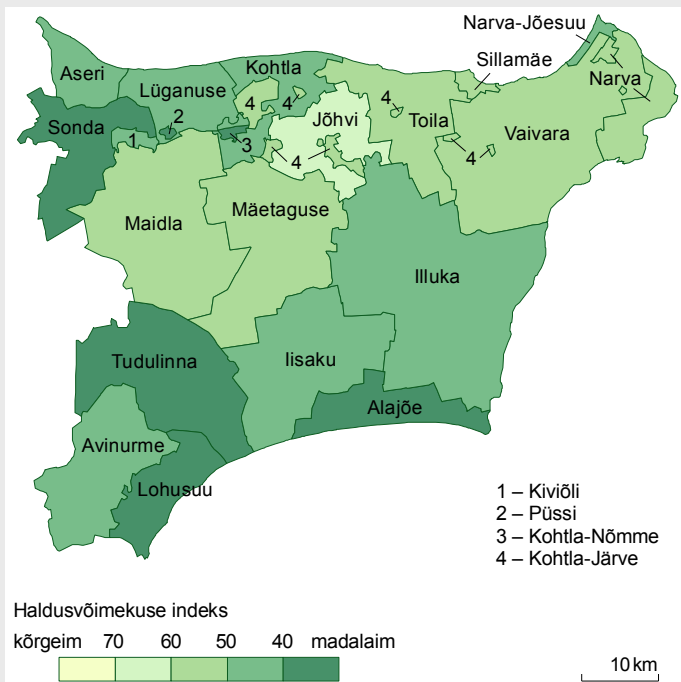 Narva-Jõesuu
Aseri
Kohtla
Sillamäe
Lüganuse
Narva
4
4
4
Sonda
2
Jõhvi
Toila
Vaivara
1
3
4
4
Maidla
Mäetaguse
Illuka
Tudulinna
Iisaku
Alajõe
Avinurme
Lohusuu
1 – Kiviõli
2 – Püssi
3 – Kohtla-Nõmme
4 – Kohtla-Järve
Haldusvõimekuse indeks
kõrgeim 70 60 50 40 madalaim
10 km